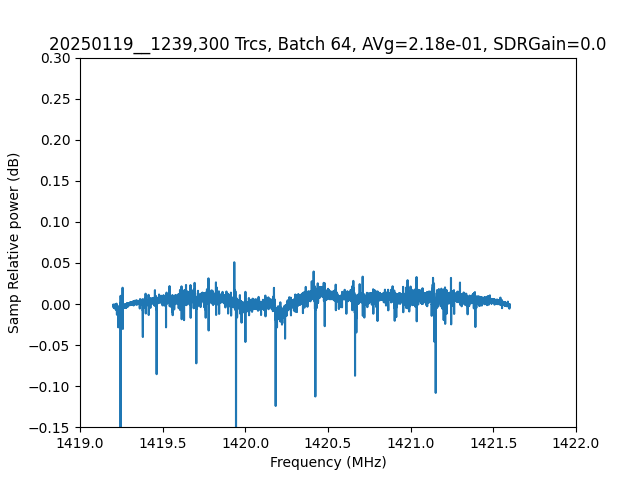 20250119__1239,300 Trcs, Batch 64, AVg=2.18e-01, SDRGain=0.0
0.30
0.25
0.20
0.15
0.10
0.05
0.00
−0.05
−0.10
−0.15
Samp Relative power (dB)
1419.0 1419.5 1420.0 1420.5 1421.0 1421.5 1422.0
Frequency (MHz)